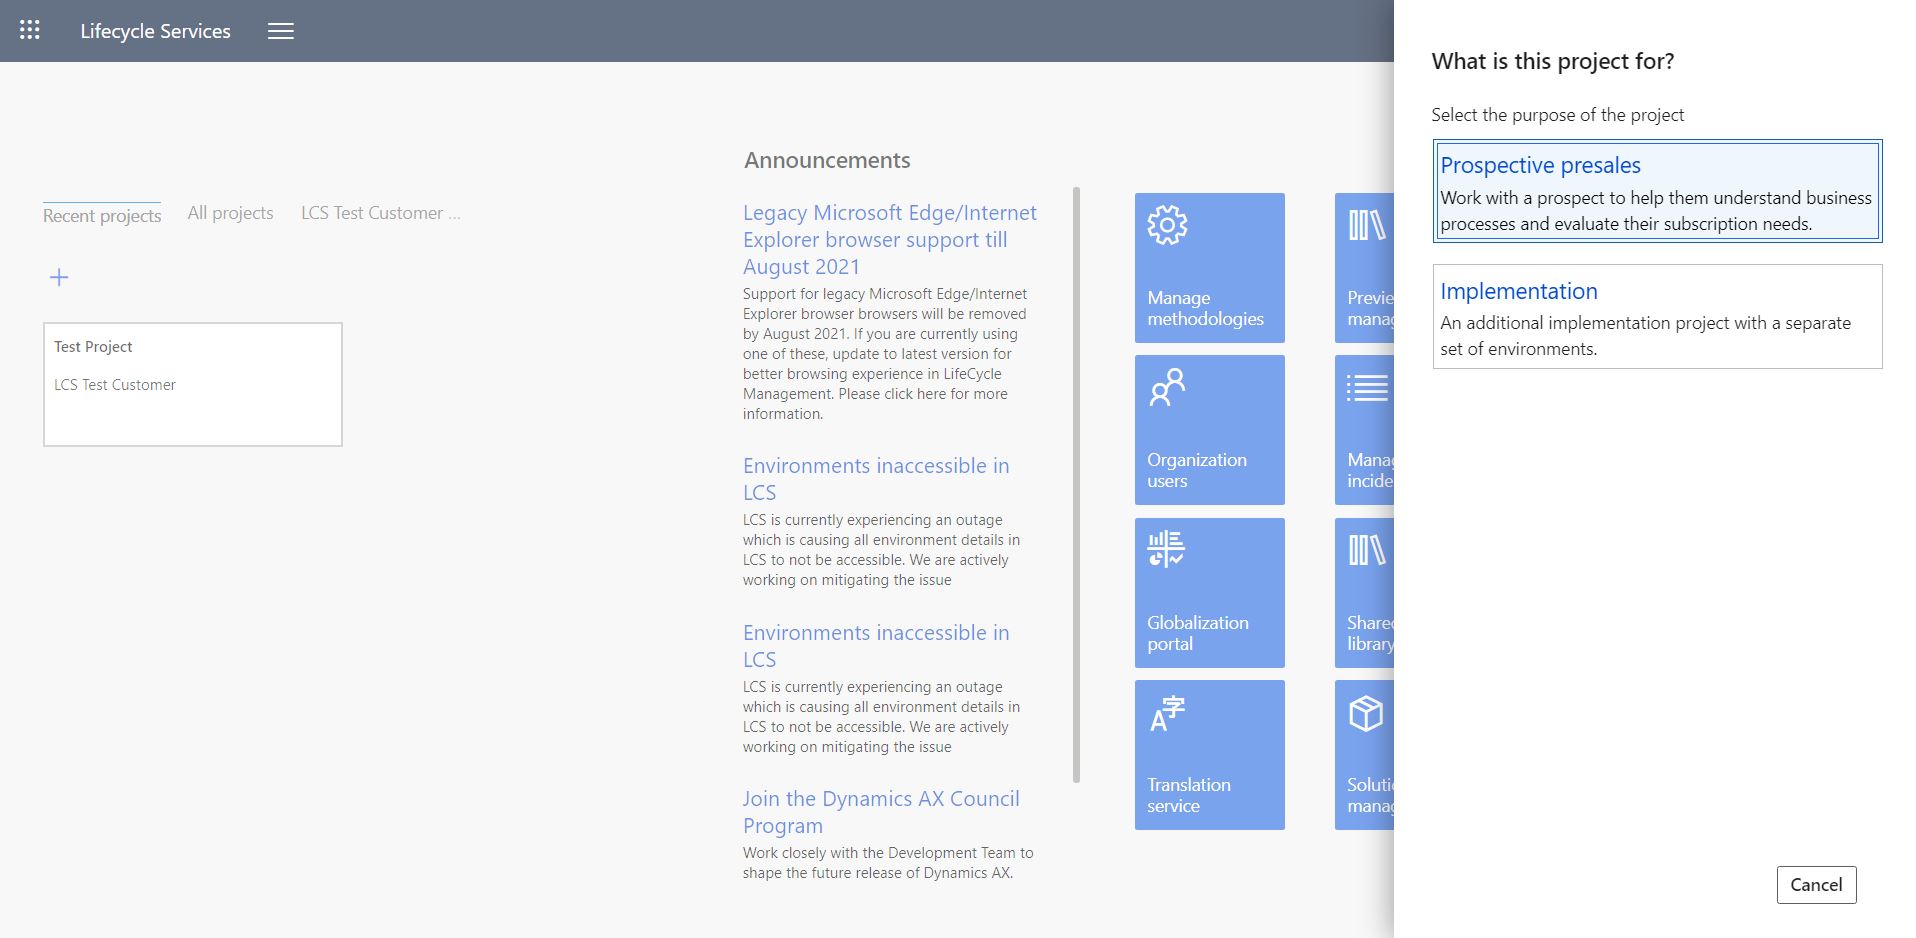 Lifecycle Services
Recent projects
All projects
LCS Test Customer ...
Test Project
LCS Test Customer
Announcements
Legacy Microsoft Edge/Internet
Explorer browser support till
August 2021
Support for legacy Microsoft Edge/Internet
Explorer browser browsers will be removed
by August 2021. If you are currently using
one of these, update to latest version for
better browsing experience in LifeCycle
Management. Please click here for more
information.
Environments inaccessible in
LCS
LCS is currently experiencing an outage
which is causing all environment details in
LCS to not be accessible. We are actively
working on mitigating the issue
Environments inaccessible in
LCS
LCS is currently experiencing an outage
which is causing all environment details in
LCS to not be accessible. We are actively
working on mitigating the issue
Join the Dynamics AX Council
Program
Work closely with the Development Team to
shape the future release of Dynamics AX.
Manage
methodologies
Organization
users
Globalization
portal
A字
Translation
service
Previe
manag
Manag
incide
Shared
library
Soluti
manag
What is this project for?
Select the purpose of the project
Prospective presales
Work with a prospect to help them understand business
processes and evaluate their subscription needs.
Implementation
An additional implementation project with a separate
set of environments.
Cancel